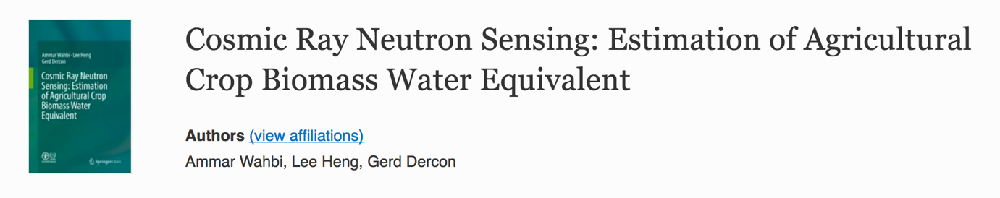 Ammar Wahbi · Lee Heng
Gerd Dercon
Cosmic Ray Neutron
Sensing: Estimation
of Agricultural Crop
Biomass Water
Equivalent
Springer Open
Cosmic Ray Neutron Sensing: Estimation of Agricultural
Crop Biomass Water Equivalent
Authors (view affiliations)
Ammar Wahbi, Lee Heng, Gerd Dercon